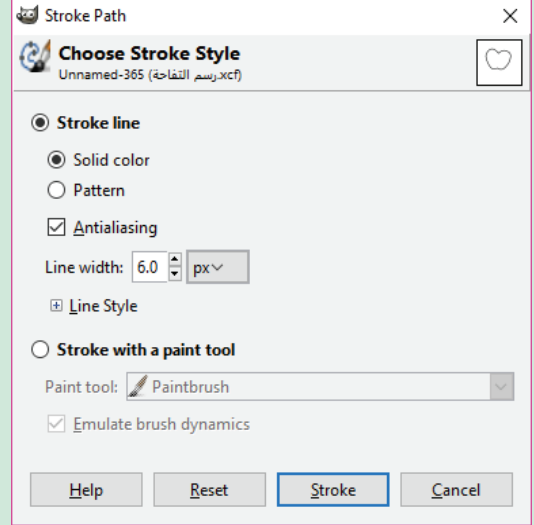 Stroke Path
Choose Stroke Style
Unnamed-365 (رسم التفاحة.xcf)
Stroke line
Solid color
Pattern
Antialiasing
Line width: 6.0 px
Line Style
Stroke with a paint tool
Paint tool: Paintbrush
Emulate brush dynamics
Help Reset Stroke Cancel